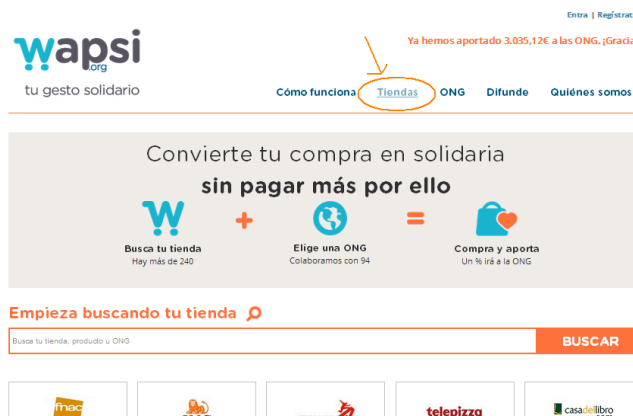 Entra | Regístrat
wapsi
.org
tu gesto solidario
Ya hemos aportado 3.035,12€ a las ONG. ¡Gracia
Cómo funciona Tiendas ONG Difunde Quiénes somos
Convierte tu compra en solidaria
sin pagar más por ello
+ =
Busca tu tienda Elige una ONG Compra y aporta
Hay más de 240 Colaboramos con 94 Un % irá a la ONG
Empieza buscando tu tienda
Busca tu tienda, producto u ONG BUSCAR
fnac telepizza casadellibro